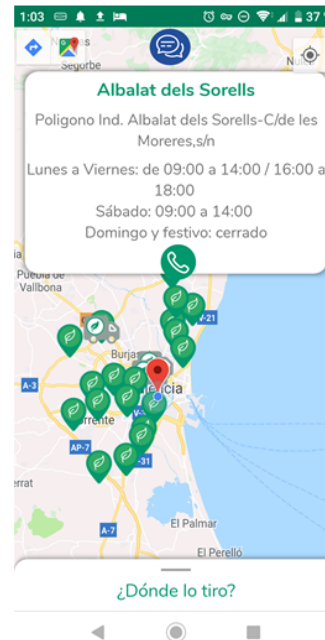 1:03
37
Segorbe
Albalat dels Sorells
Poligono Ind. Albalat dels Sorells-C/de les
Moreres,s/n
Lunes a Viernes: de 09:00 a 14:00 / 16:00 a
18:00
Sábado: 09:00 a 14:00
Domingo y festivo: cerrado
Puebla de
Vallbona
V-21
Burjas
A-3
AP-7
-31
A-7
El Palmar
El Perelló
¿Dónde lo tiro?